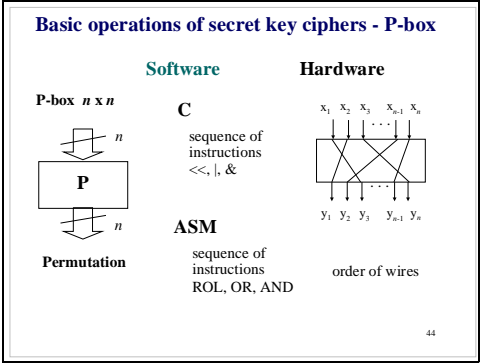 Basic operations of secret key ciphers - P-box
Software
Hardware
P-box n x n
n
P
n
Permutation
C
sequence of
instructions
<<, |, &
ASM
sequence of
instructions
ROL, OR, AND
x₁ x₂ x₃ xₙ₋₁ xₙ
. . .
. . .
y₁ y₂ y₃ yₙ₋₁ yₙ
order of wires
44